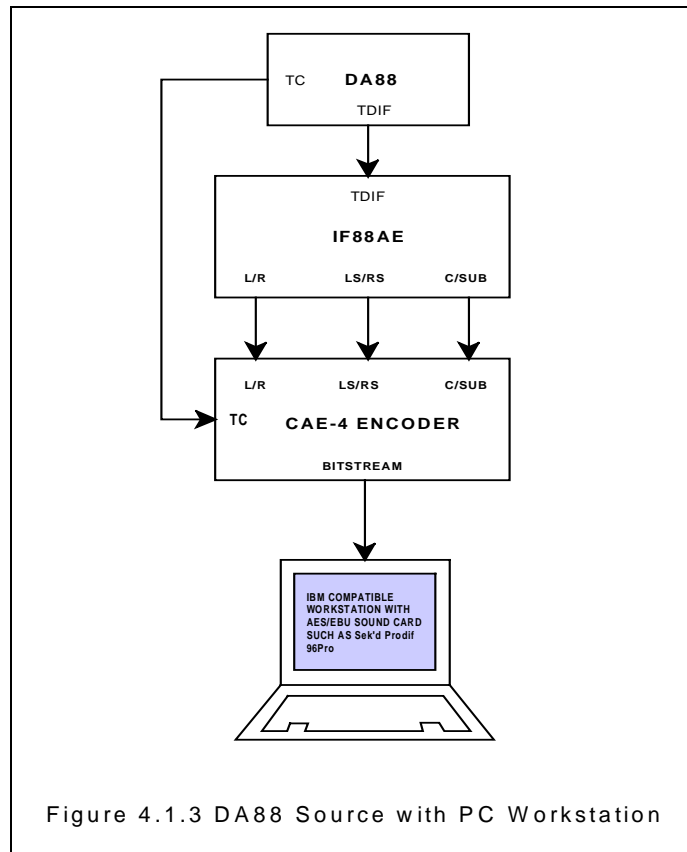 TC DA88
TDIF
TDIF
IF88AE
L/R LS/RS C/SUB
L/R LS/RS C/SUB
TC CAE-4 ENCODER
BITSTREAM
IBM COMPATIBLE
WORKSTATION WITH
AES/EBU SOUND CARD
SUCH AS Sek'd Prodif
96Pro
Figure 4.1.3 DA88 Source with PC Workstation